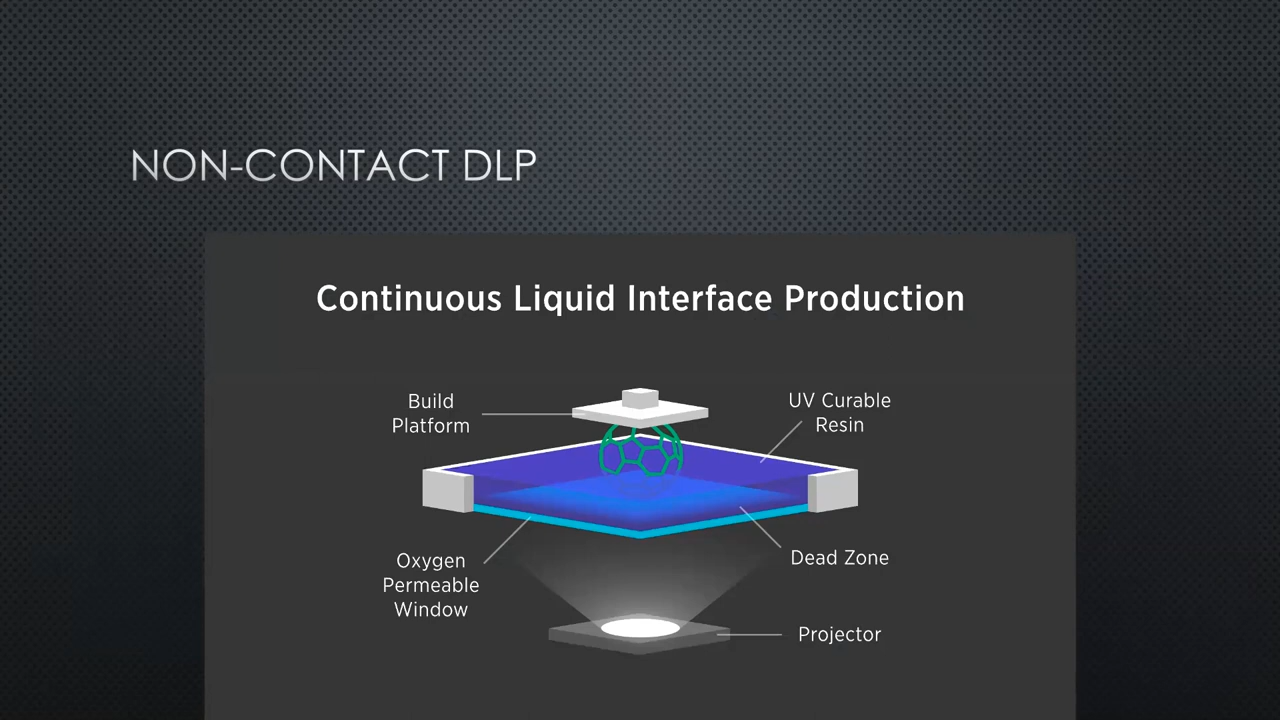 NON-CONTACT DLP
Continuous Liquid Interface Production
Build
Platform
UV Curable
Resin
Oxygen
Permeable
Window
Dead Zone
Projector